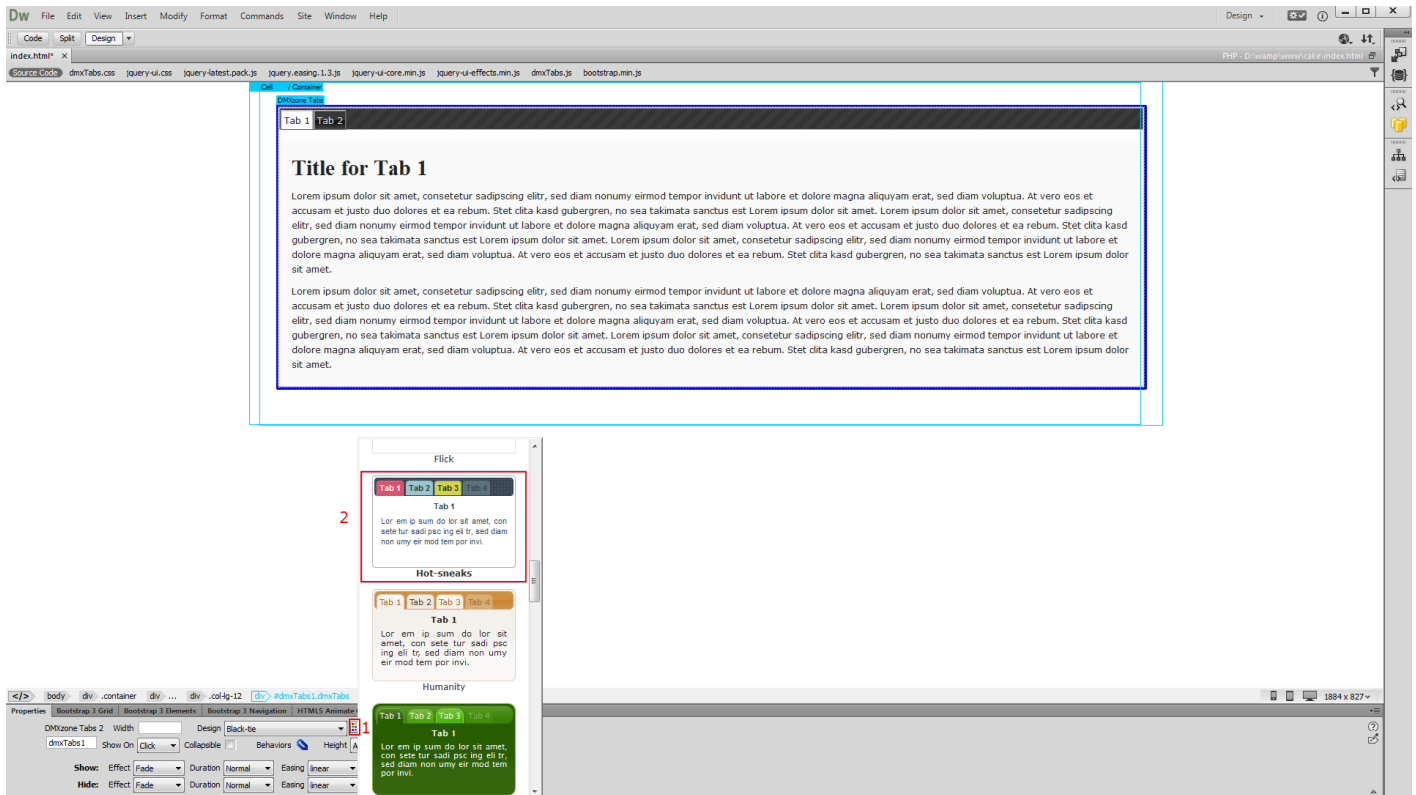 Dw File Edit View Insert Modify Format Commands Site Window Help Design
Code Split Design
index.html* × PHP - D:\wamp\www\cake\index.html
Source Code dmxTabs.css jquery-ui.css jquery-latest.pack.js jquery.easing.1.3.js jquery-ui-core.min.js jquery-ui-effects.min.js dmxTabs.js bootstrap.min.js
Cell / Container
DMXzone Tabs
Tab 1 Tab 2
Title for Tab 1
Lorem ipsum dolor sit amet, consetetur sadipscing elitr, sed diam nonumy eirmod tempor invidunt ut labore et dolore magna aliquyam erat, sed diam voluptua. At vero eos et
accusam et justo duo dolores et ea rebum. Stet clita kasd gubergren, no sea takimata sanctus est Lorem ipsum dolor sit amet. Lorem ipsum dolor sit amet, consetetur sadipscing
elitr, sed diam nonumy eirmod tempor invidunt ut labore et dolore magna aliquyam erat, sed diam voluptua. At vero eos et accusam et justo duo dolores et ea rebum. Stet clita kasd
gubergren, no sea takimata sanctus est Lorem ipsum dolor sit amet. Lorem ipsum dolor sit amet, consetetur sadipscing elitr, sed diam nonumy eirmod tempor invidunt ut labore et
dolore magna aliquyam erat, sed diam voluptua. At vero eos et accusam et justo duo dolores et ea rebum. Stet clita kasd gubergren, no sea takimata sanctus est Lorem ipsum dolor
sit amet.
Lorem ipsum dolor sit amet, consetetur sadipscing elitr, sed diam nonumy eirmod tempor invidunt ut labore et dolore magna aliquyam erat, sed diam voluptua. At vero eos et
accusam et justo duo dolores et ea rebum. Stet clita kasd gubergren, no sea takimata sanctus est Lorem ipsum dolor sit amet. Lorem ipsum dolor sit amet, consetetur sadipscing
elitr, sed diam nonumy eirmod tempor invidunt ut labore et dolore magna aliquyam erat, sed diam voluptua. At vero eos et accusam et justo duo dolores et ea rebum. Stet clita kasd
gubergren, no sea takimata sanctus est Lorem ipsum dolor sit amet. Lorem ipsum dolor sit amet, consetetur sadipscing elitr, sed diam nonumy eirmod tempor invidunt ut labore et
dolore magna aliquyam erat, sed diam voluptua. At vero eos et accusam et justo duo dolores et ea rebum. Stet clita kasd gubergren, no sea takimata sanctus est Lorem ipsum dolor
sit amet.
Flick
Tab 1 Tab 2 Tab 3 Tab 4
Tab 1
2
Lor em ip sum do lor sit amet, con
sete tur sadi psc ing eli tr, sed diam
non umy eir mod tem por invi.
Hot-sneaks
Tab 1 Tab 2 Tab 3 Tab 4
Tab 1
Lor em ip sum do lor sit
amet, con sete tur sadi psc
ing eli tr, sed diam non umy
eir mod tem por invi.
Humanity
Tab 1 Tab 2 Tab 3 Tab 4
Tab 1
Lor em ip sum do lor sit amet,
con sete tur sadi psc ing eli tr,
sed diam non umy eir mod tem
por invi.
</> body div .container div ... div .col-lg-12 div #dmxTabs1.dmxTabs 1884 x 827
Properties Bootstrap 3 Grid Bootstrap 3 Elements Bootstrap 3 Navigation HTML5 Animate
DMXzone Tabs 2 Width Design Black-tie 1
dmxTabs1 Show On Click Collapsible Behaviors Height A
Show: Effect Fade Duration Normal Easing linear
Hide: Effect Fade Duration Normal Easing linear